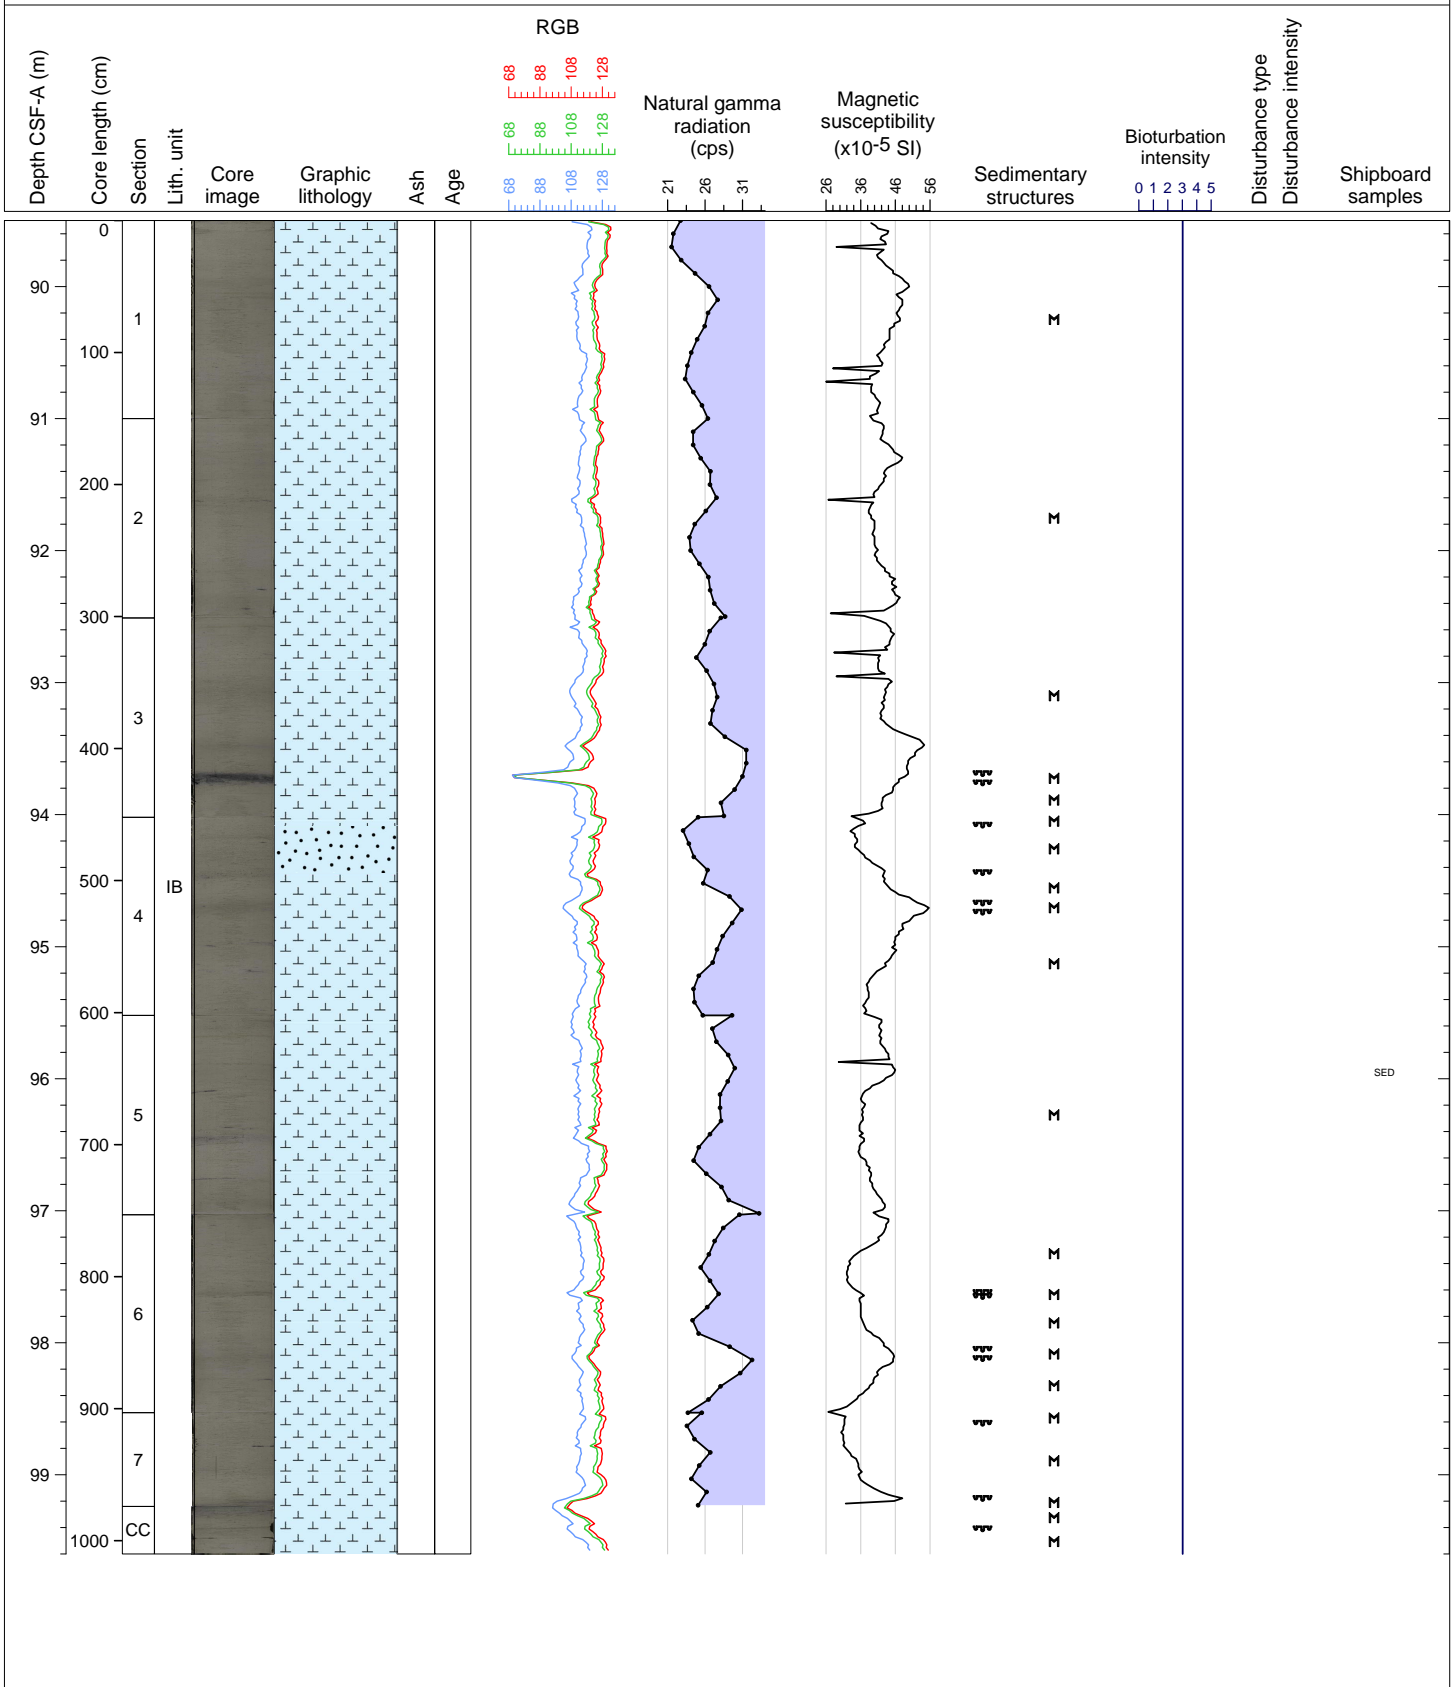 RGB
68 88 108 128
68 88 108 128
68 88 108 128
Depth CSF-A (m)
Core length (cm)
Section
Lith. unit
Core
image
Graphic
lithology
Ash
Age
Natural gamma
radiation
(cps)
21 26 31
Magnetic
susceptibility
(x10-5 SI)
26 36 46 56
Sedimentary
structures
Bioturbation
intensity
0 1 2 3 4 5
Disturbance type
Disturbance intensity
Shipboard
samples
0
90
1 M
100
91
200
2 M
92
300
93
M
3
400
M
M
94
M
M
500
IB M
4 M
95
M
600
96
SED
5 M
700
97
M
800
M
6 M
98
M
M
900
M
7 M
99
M
CC M
1000 M